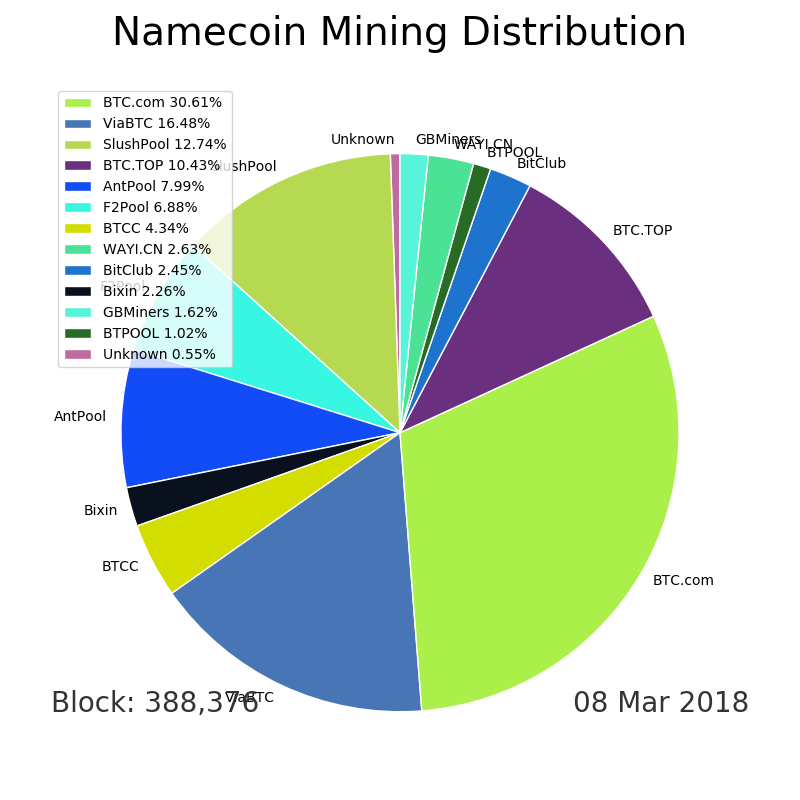 Namecoin Mining Distribution
BTC.com 30.61%
ViaBTC 16.48%
SlushPool 12.74%
BTC.TOP 10.43%
AntPool 7.99%
F2Pool 6.88%
BTCC 4.34%
WAYI.CN 2.63%
BitClub 2.45%
Bixin 2.26%
GBMiners 1.62%
BTPOOL 1.02%
Unknown 0.55%
Unknown
GBMiners
WAYI.CN
BTPOOL
BitClub
SlushPool
BTC.TOP
F2Pool
AntPool
Bixin
BTCC
BTC.com
ViaBTC
Block: 388,376
08 Mar 2018